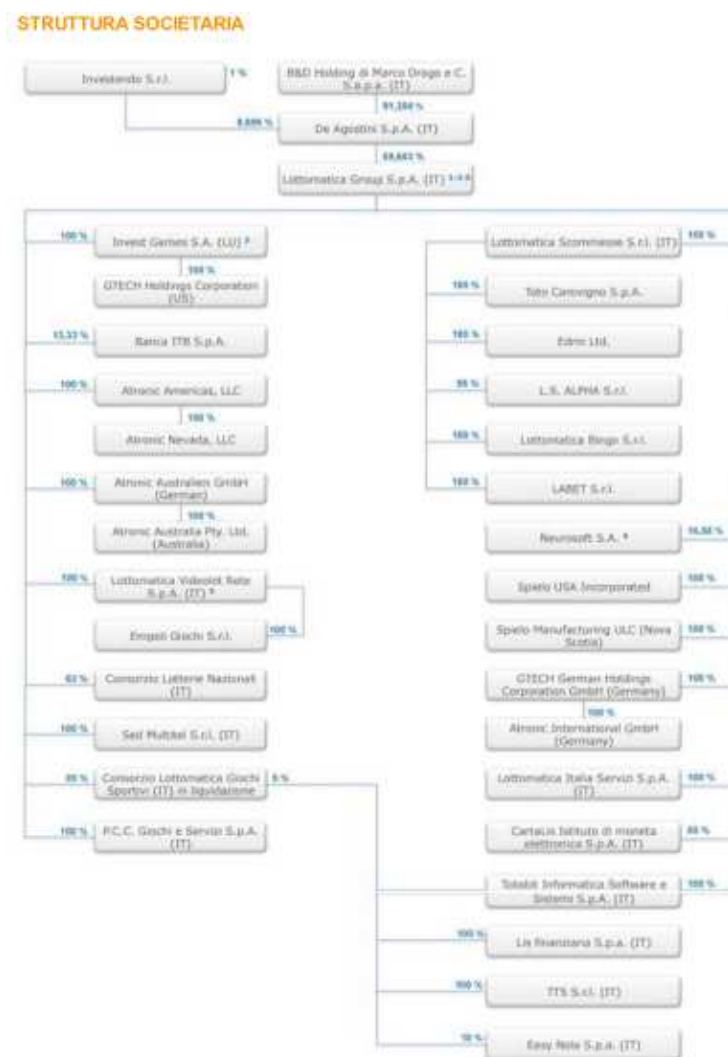 STRUTTURA SOCIETARIA
Investendo S.r.l.
1 %
B&D Holding di Marco Drago e C.
S.a.p.a. (IT)
De Agostini S.p.A. (IT)
Lottomatica Group S.p.A. (IT)
100 %
Invest Games S.A. (LU)
100 %
GTECH Holdings Corporation
(US)
Banca ITB S.p.A.
100 %
Atronic Americas, LLC
100 %
Atronic Nevada, LLC
100 %
Atronic Australien GmbH
(German)
100 %
Atronic Australia Pty. Ltd.
(Australia)
100 %
Lottomatica Videolot Rete
S.p.A. (IT)
Empoli Giochi S.r.l.
100 %
63 %
Consorzio Lotterie Nazionali
(IT)
100 %
Sed Multitel S.r.l. (IT)
Consorzio Lottomatica Giochi
Sportivi (IT) in liquidazione
5 %
100 %
P.C.C. Giochi e Servizi S.p.A.
(IT)
Lottomatica Scommesse S.r.l. (IT)
100 %
100 %
Toto Carovigno S.p.A.
100 %
Edric Ltd.
L.S. ALPHA S.r.l.
100 %
Lottomatica Bingo S.r.l.
100 %
LABET S.r.l.
Neurosoft S.A.
Spielo USA Incorporated
100 %
Spielo Manufacturing ULC (Nova
Scotia)
100 %
GTECH German Holdings
Corporation GmbH (Germany)
100 %
100 %
Atronic International GmbH
(Germany)
Lottomatica Italia Servizi S.p.A.
(IT)
100 %
CartaLis Istituto di moneta
elettronica S.p.A. (IT)
Totobit Informatica Software e
Sistemi S.p.A. (IT)
100 %
100 %
Lis finanziaria S.p.a. (IT)
100 %
TTS S.r.l. (IT)
Easy Nolo S.p.a. (IT)